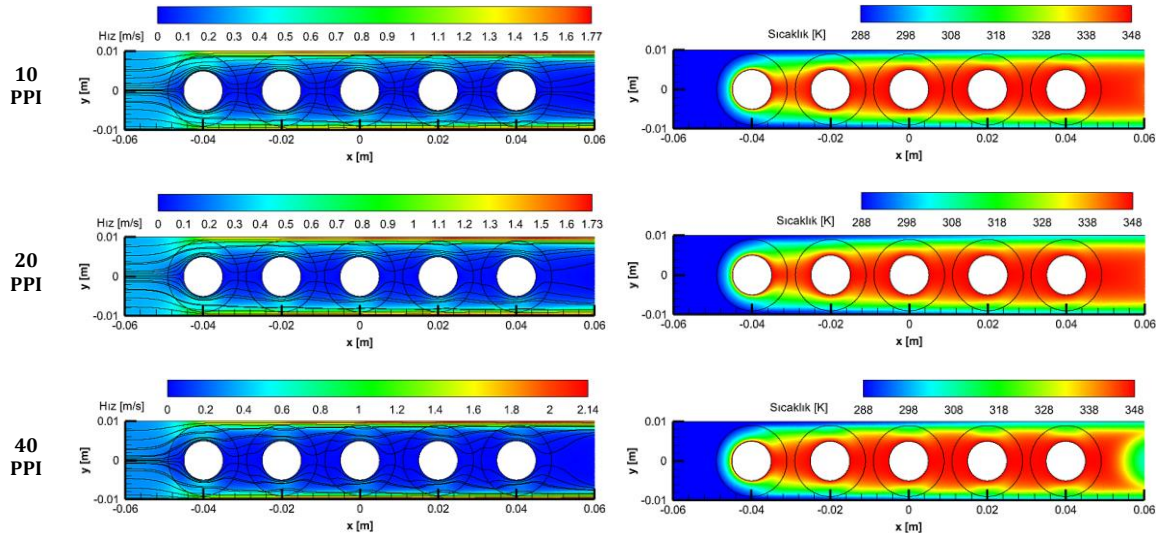 Hız [m/s] 0 0.1 0.2 0.3 0.4 0.5 0.6 0.7 0.8 0.9 1 1.1 1.2 1.3 1.4 1.5 1.6 1.77
Sıcaklık [K] 288 298 308 318 328 338 348
10
PPI
y [m]
0.01
0
-0.01
-0.06 -0.04 -0.02 0 0.02 0.04 0.06
x [m]
y [m]
0.01
0
-0.01
-0.06 -0.04 -0.02 0 0.02 0.04 0.06
x [m]
Hız [m/s] 0 0.1 0.2 0.3 0.4 0.5 0.6 0.7 0.8 0.9 1 1.1 1.2 1.3 1.4 1.5 1.6 1.73
Sıcaklık [K] 288 298 308 318 328 338 348
20
PPI
y [m]
0.01
0
-0.01
-0.06 -0.04 -0.02 0 0.02 0.04 0.06
x [m]
y [m]
0.01
0
-0.01
-0.06 -0.04 -0.02 0 0.02 0.04 0.06
x [m]
Hız [m/s] 0 0.2 0.4 0.6 0.8 1 1.2 1.4 1.6 1.8 2 2.14
Sıcaklık [K] 288 298 308 318 328 338 348
40
PPI
y [m]
0.01
0
-0.01
-0.06 -0.04 -0.02 0 0.02 0.04 0.06
x [m]
y [m]
0.01
0
-0.01
-0.06 -0.04 -0.02 0 0.02 0.04 0.06
x [m]